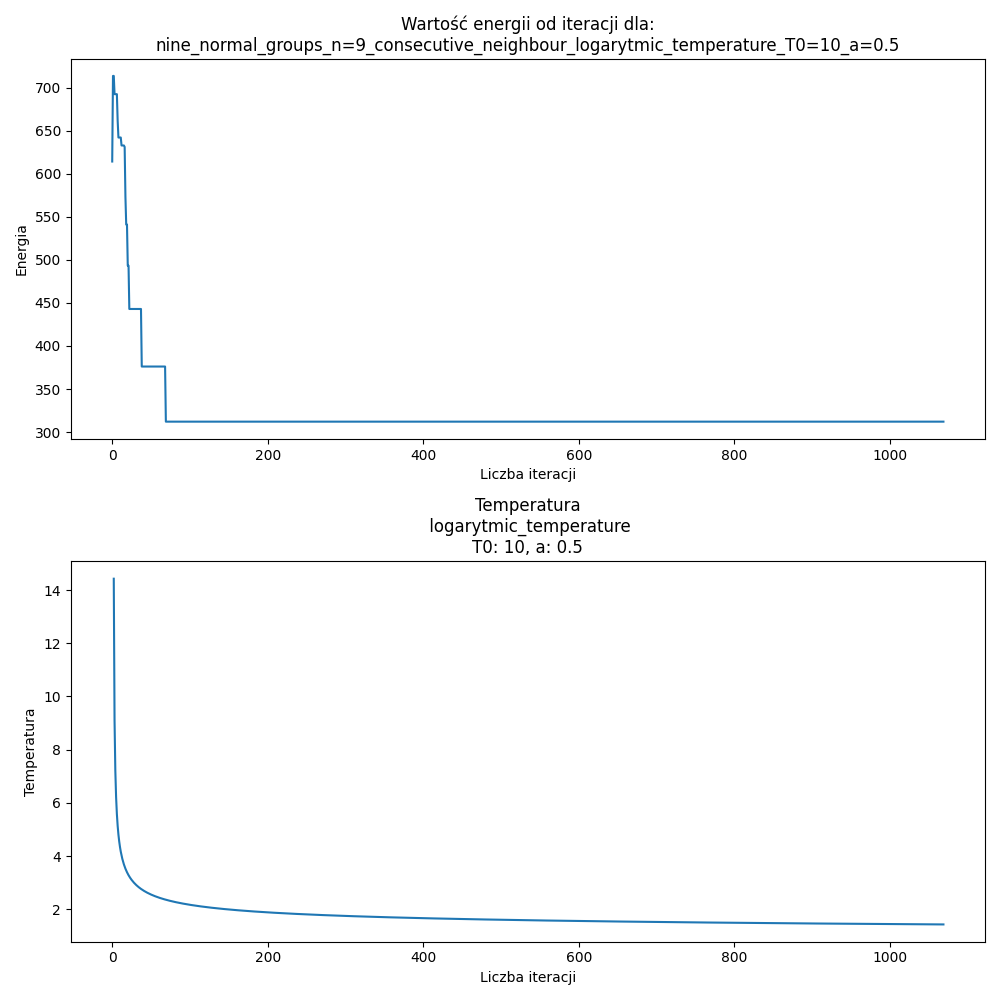 Wartość energii od iteracji dla:
nine_normal_groups_n=9_consecutive_neighbour_logarytmic_temperature_T0=10_a=0.5
700
650
600
550
500
450
400
350
300
Energia
0 200 400 600 800 1000
Liczba iteracji
Temperatura
logarytmic_temperature
T0: 10, a: 0.5
14
12
10
8
6
4
2
Temperatura
0 200 400 600 800 1000
Liczba iteracji